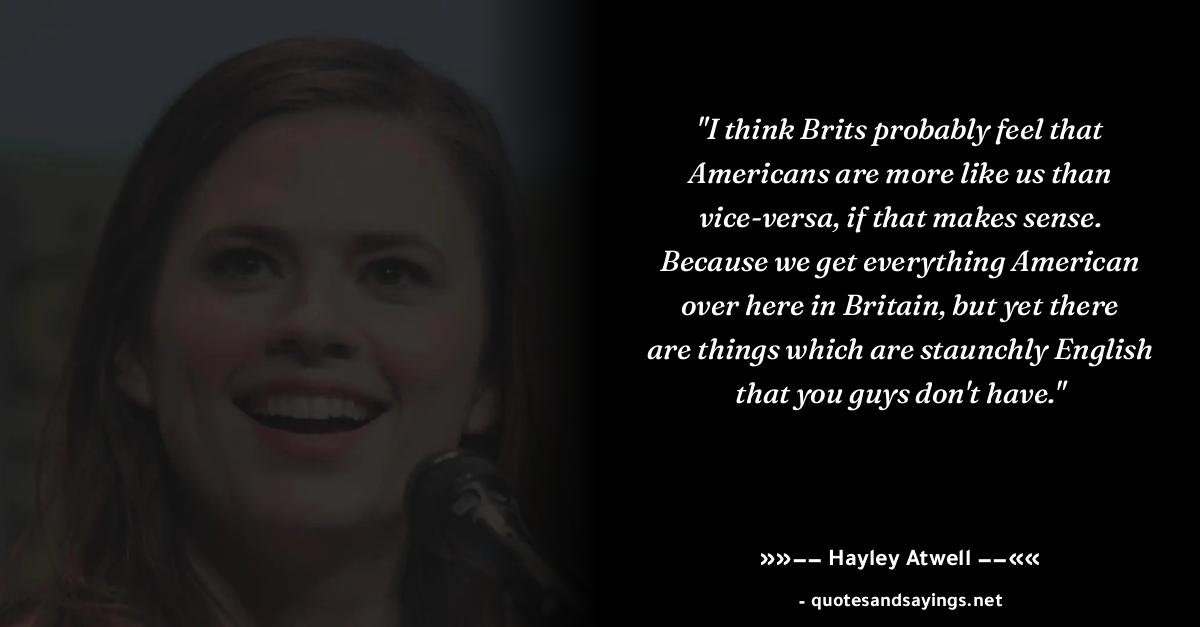 "I think Brits probably feel that
Americans are more like us than
vice-versa, if that makes sense.
Because we get everything American
over here in Britain, but yet there
are things which are staunchly English
that you guys don't have."
»»–– Hayley Atwell ––««
- quotesandsayings.net